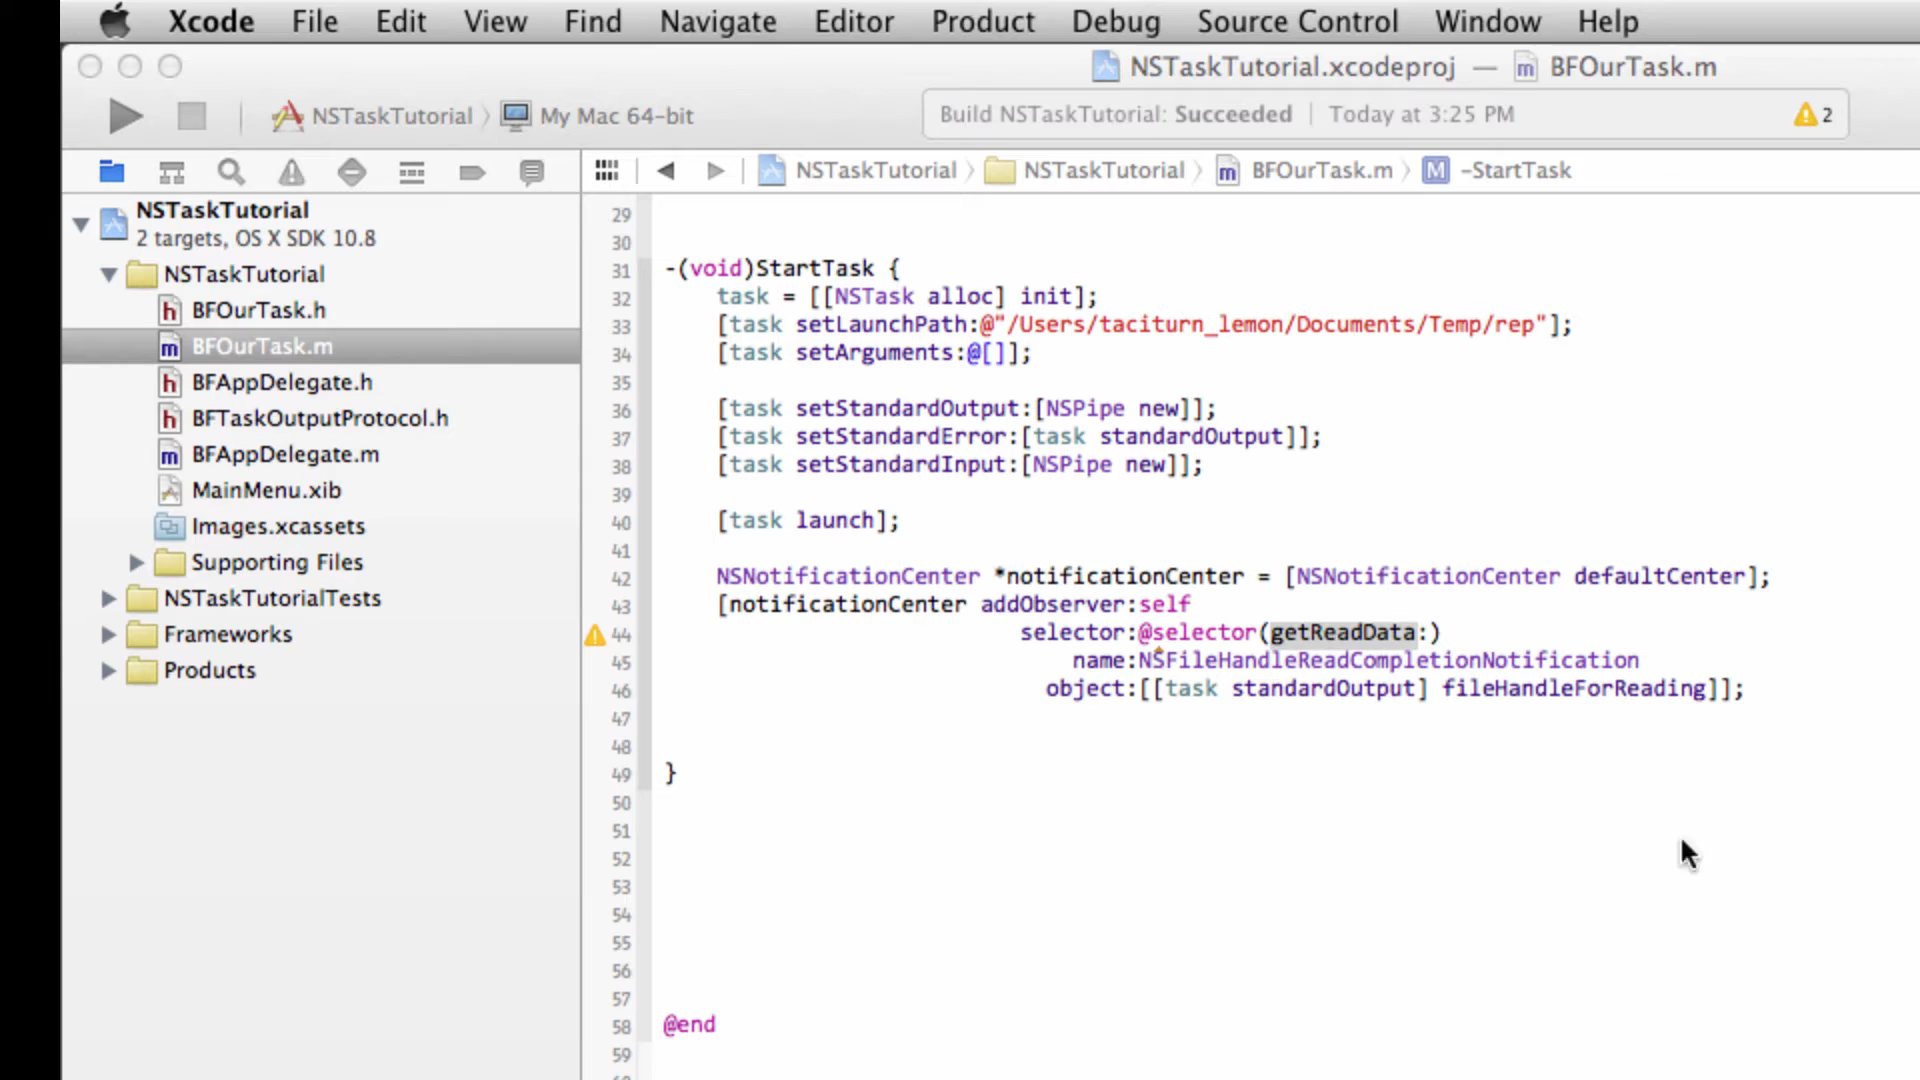 Xcode File Edit View Find Navigate Editor Product Debug Source Control Window Help
NSTaskTutorial.xcodeproj — BFOurTask.m
NSTaskTutorial 〉 My Mac 64-bit
Build NSTaskTutorial: Succeeded | Today at 3:25 PM 2
NSTaskTutorial 〉 NSTaskTutorial 〉 BFOurTask.m 〉 M -StartTask
NSTaskTutorial
2 targets, OS X SDK 10.8
NSTaskTutorial
h BFOurTask.h
m BFOurTask.m
h BFAppDelegate.h
h BFTaskOutputProtocol.h
m BFAppDelegate.m
MainMenu.xib
Images.xcassets
Supporting Files
NSTaskTutorialTests
Frameworks
Products
29
30
31 -(void)StartTask {
32 task = [[NSTask alloc] init];
33 [task setLaunchPath:@"/Users/taciturn_lemon/Documents/Temp/rep"];
34 [task setArguments:@[]];
35
36 [task setStandardOutput:[NSPipe new]];
37 [task setStandardError:[task standardOutput]];
38 [task setStandardInput:[NSPipe new]];
39
40 [task launch];
41
42 NSNotificationCenter *notificationCenter = [NSNotificationCenter defaultCenter];
43 [notificationCenter addObserver:self
44 selector:@selector(getReadData:)
45 name:NSFileHandleReadCompletionNotification
46 object:[[task standardOutput] fileHandleForReading]];
47
48
49 }
50
51
52
53
54
55
56
57
58 @end
59